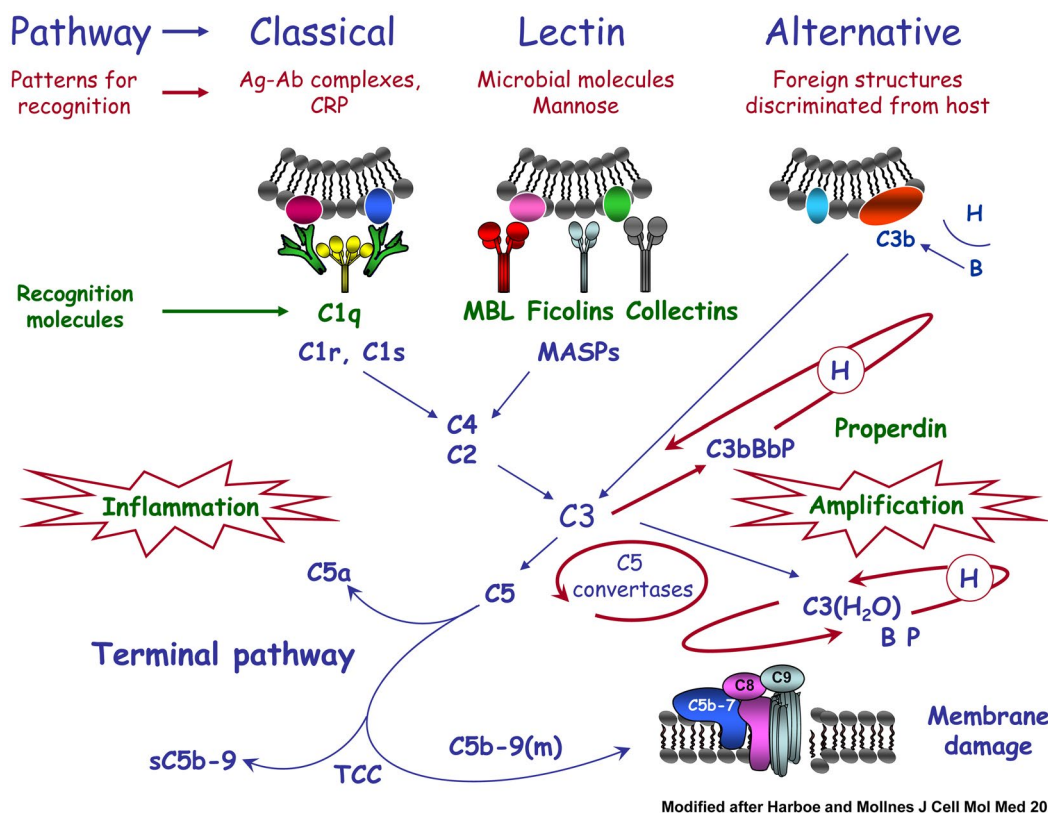 Pathway Classical Lectin Alternative
Patterns for
recognition
Ag-Ab complexes,
CRP
Microbial molecules
Mannose
Foreign structures
discriminated from host
H
C3b
B
Recognition
molecules
C1q
MBL Ficolins Collectins
C1r, C1s
MASPs
H
C4
C2
C3bBbP
Properdin
Inflammation
C3
Amplification
C5
convertases
C5a
C5
H
C3(H₂O)
B P
Terminal pathway
C5b-7
C8
C9
Membrane
damage
sC5b-9
TCC
C5b-9(m)
Modified after Harboe and Mollnes J Cell Mol Med 20